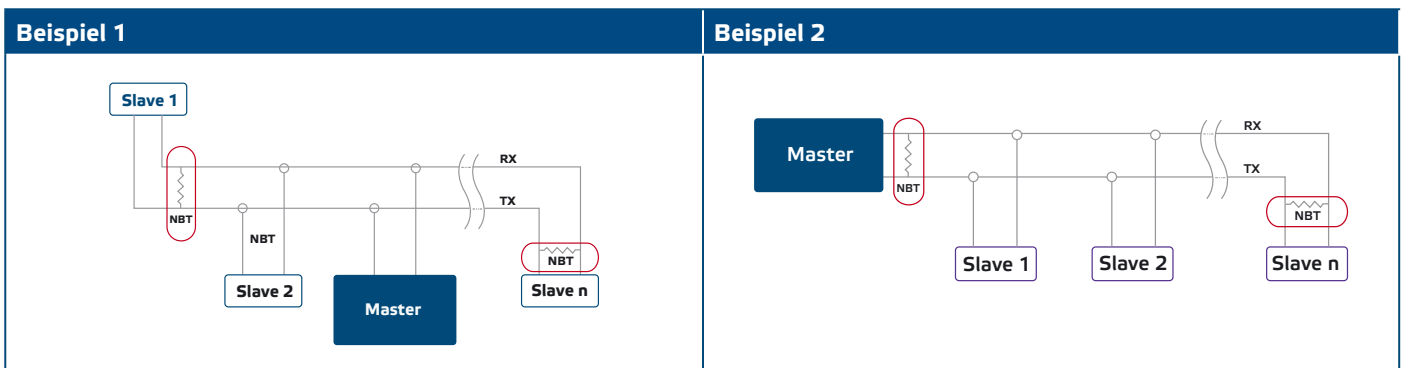 Beispiel 1
Slave 1
RX
NBT
TX
NBT
NBT
Slave 2
Master
Slave n
Beispiel 2
Master
RX
TX
NBT
NBT
Slave 1
Slave 2
Slave n